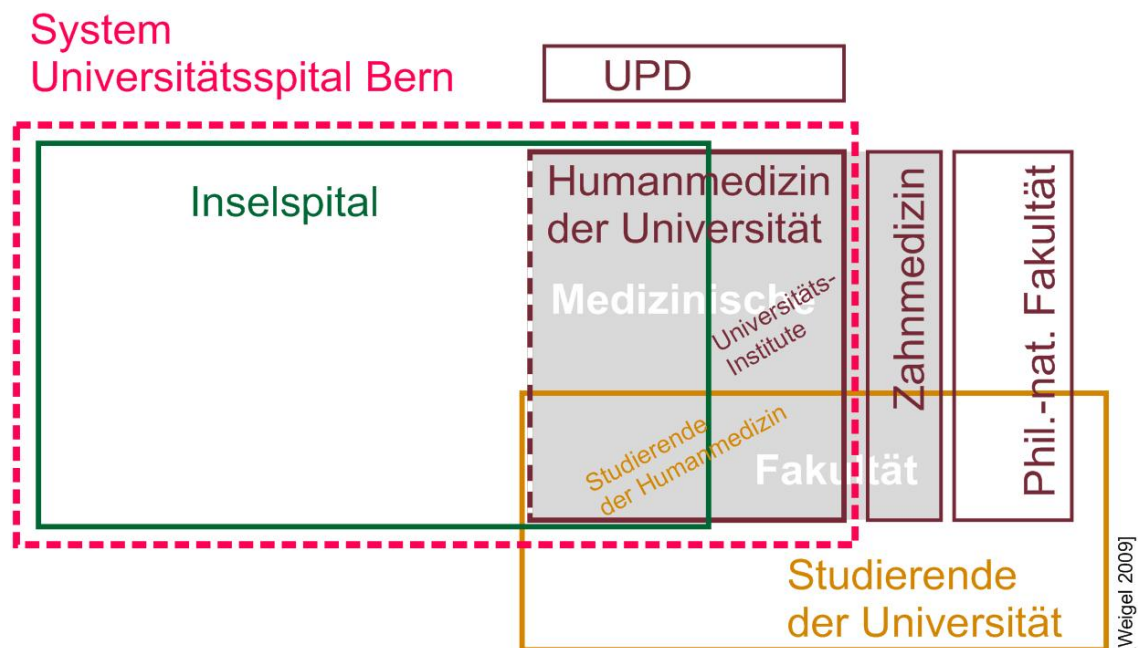 System
Universitätsspital Bern
UPD
Inselspital
Humanmedizin
der Universität
Medizinische
Universitäts-
Institute
Zahnmedizin
Phil.-nat. Fakultät
Studierende
der Humanmedizin
Fakultät
Studierende
der Universität
Weigel 2009]